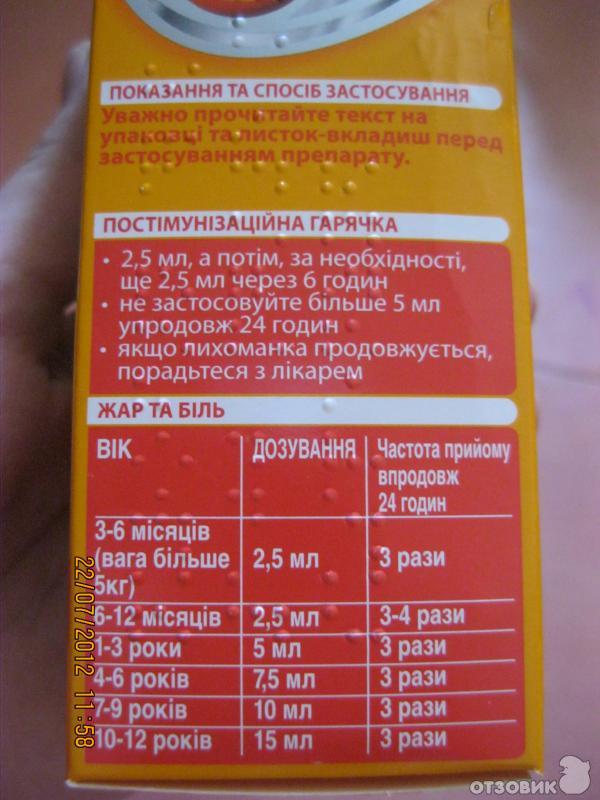 ПОКАЗАННЯ ТА СПОСІБ ЗАСТОСУВАННЯ
Уважно прочитайте текст на
упаковці та листок-вкладиш перед
застосуванням препарату.
ПОСТІМУНІЗАЦІЙНА ГАРЯЧКА
• 2,5 мл, а потім, за необхідності,
ще 2,5 мл через 6 годин
• не застосовуйте більше 5 мл
упродовж 24 годин
• якщо лихоманка продовжується,
порадьтеся з лікарем
ЖАР ТА БІЛЬ
ВІК ДОЗУВАННЯ Частота прийому
впродовж
24 годин
3-6 місяців
(вага більше 2,5 мл 3 рази
5кг)
6-12 місяців 2,5 мл 3-4 рази
1-3 роки 5 мл 3 рази
4-6 років 7,5 мл 3 рази
7-9 років 10 мл 3 рази
10-12 років 15 мл 3 рази
22/07/2012 11:58
ОТЗОВИК